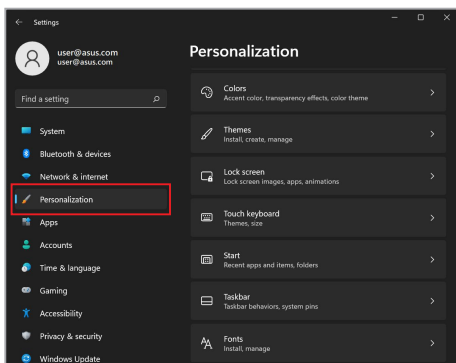 Settings
user@asus.com
user@asus.com
Find a setting
System
Bluetooth & devices
Network & internet
Personalization
Apps
Accounts
Time & language
Gaming
Accessibility
Privacy & security
Windows Update
Personalization
Colors
Accent color, transparency effects, color theme
Themes
Install, create, manage
Lock screen
Lock screen images, apps, animations
Touch keyboard
Themes, size
Start
Recent apps and items, folders
Taskbar
Taskbar behaviors, system pins
Fonts
Install, manage